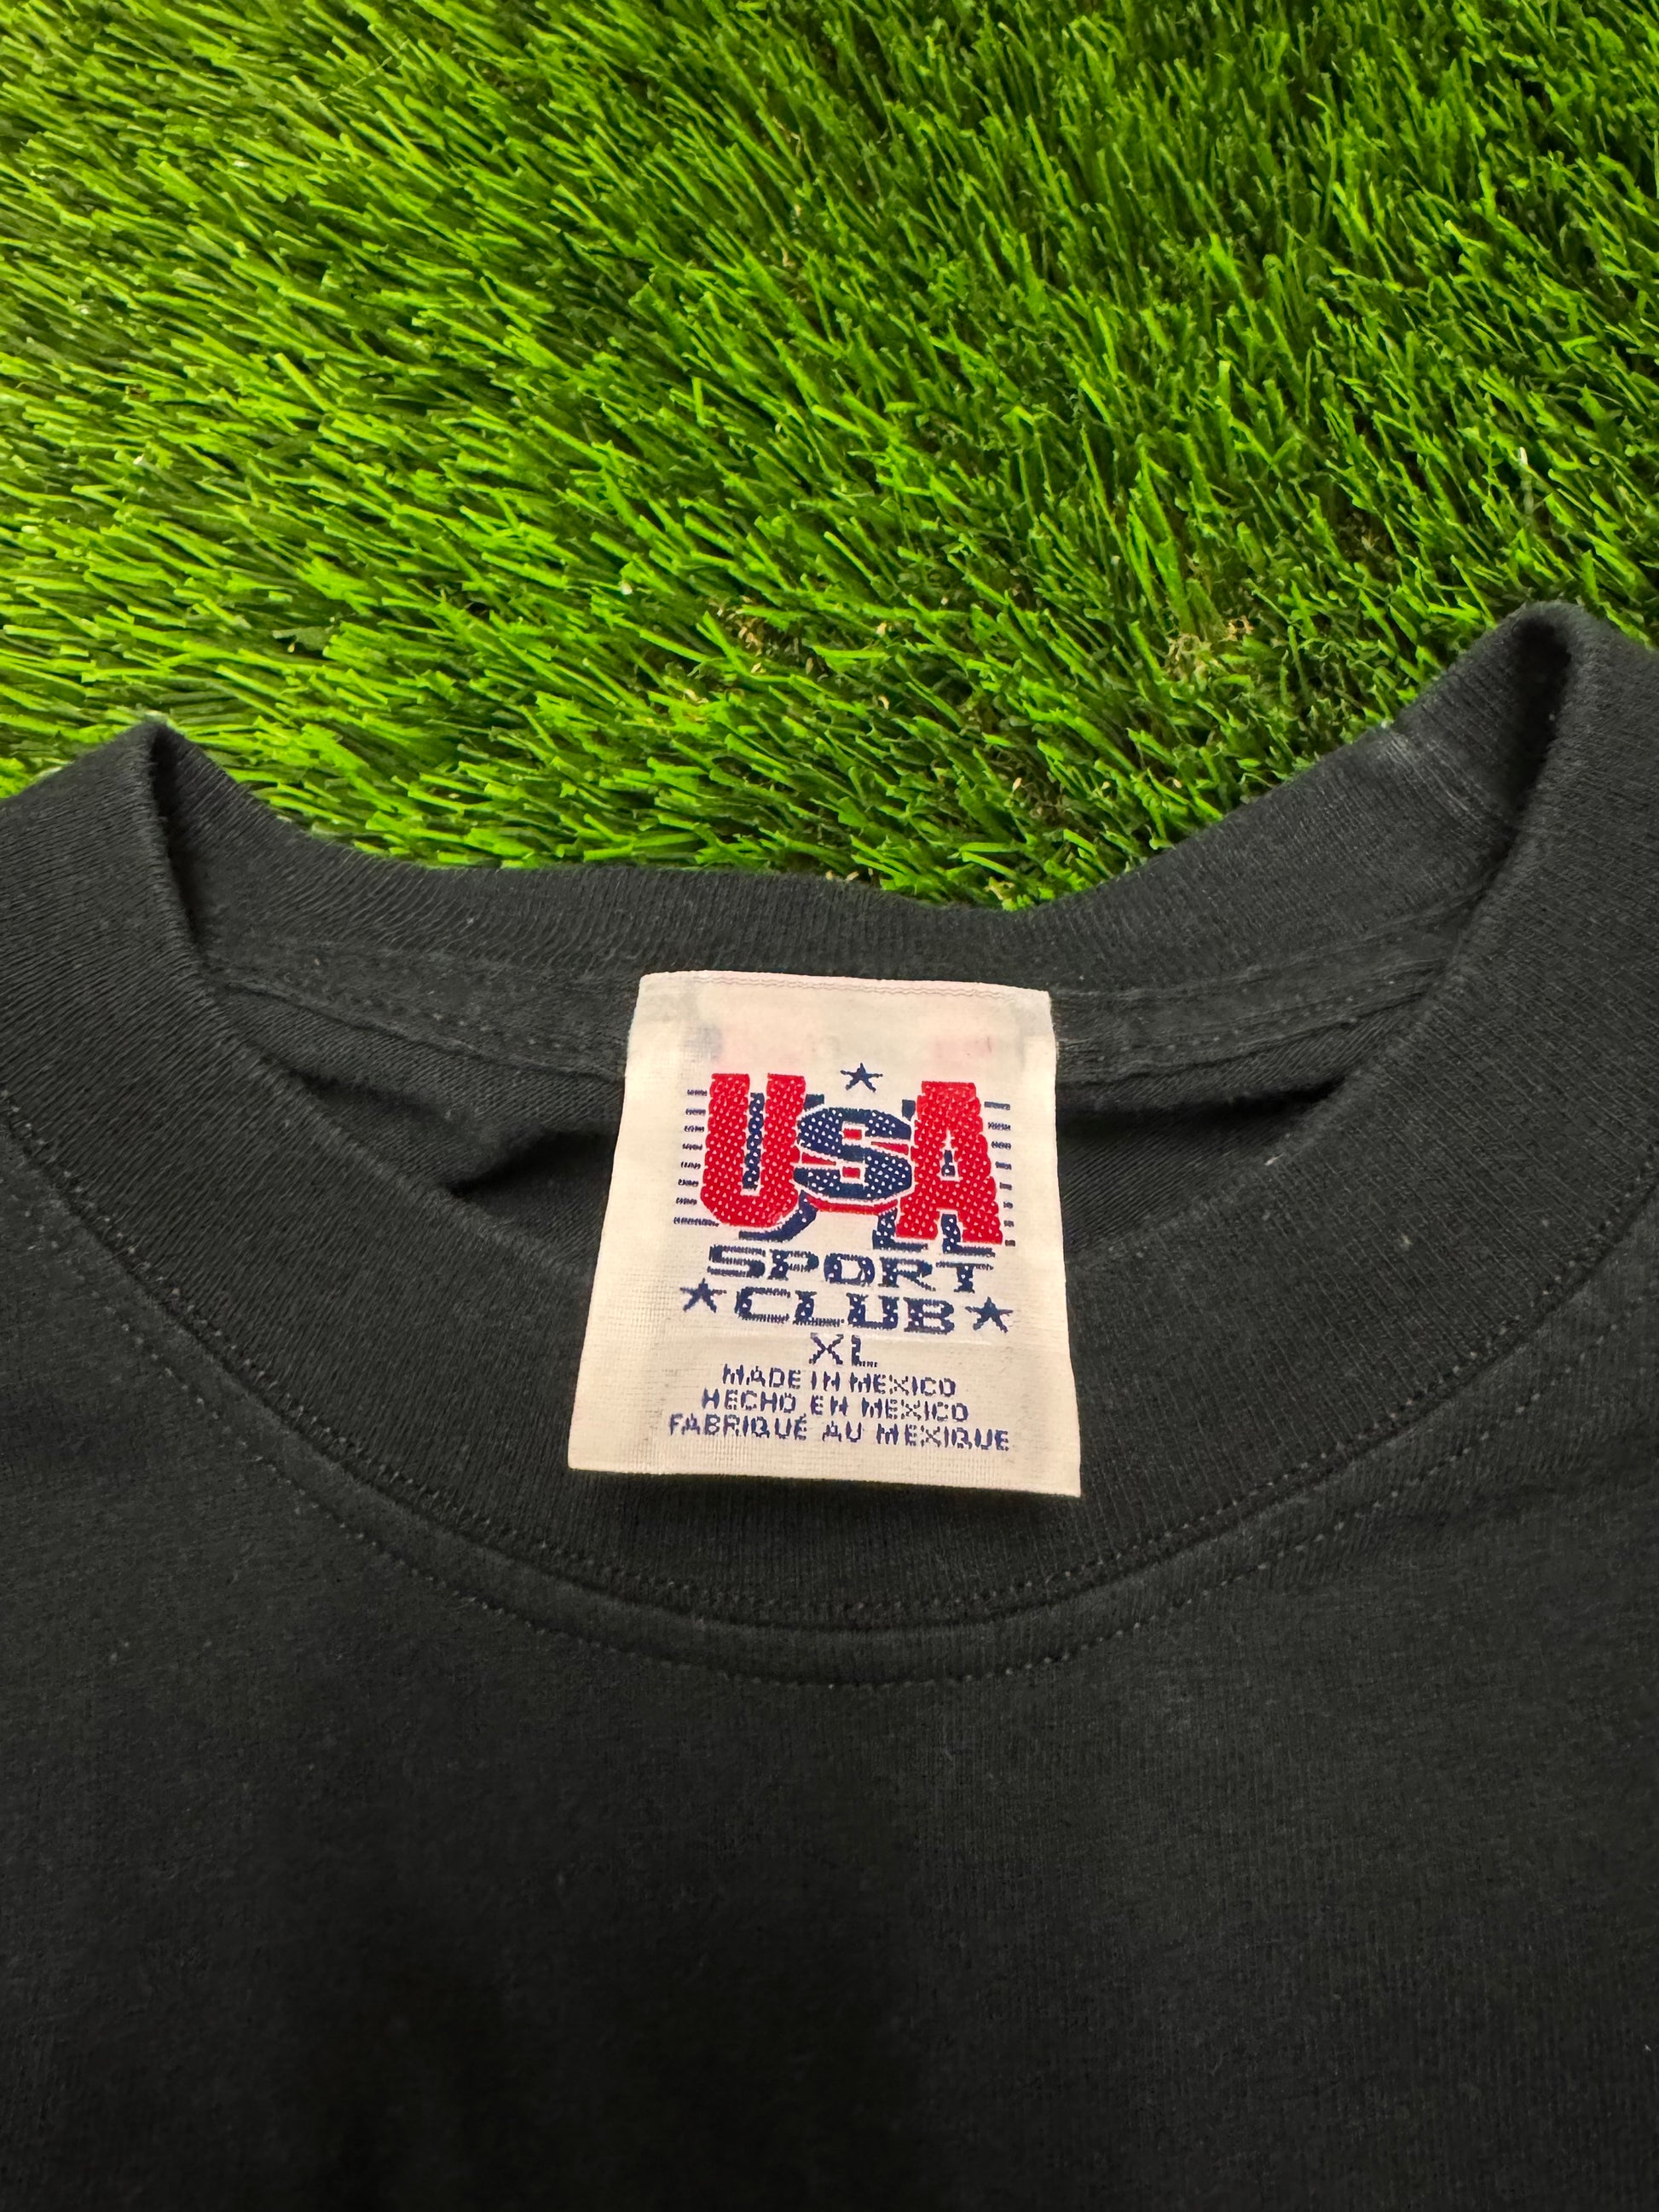 USA
SPORT
CLUB
XL
MADE IN MEXICO
HECHO EN MEXICO
FABRIQUÉ AU MEXIQUE